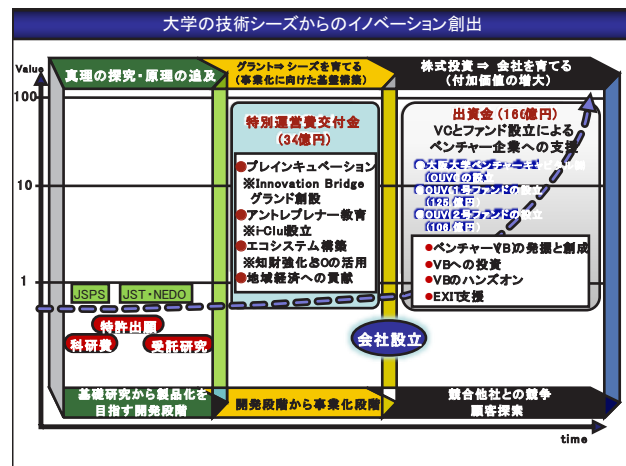 大学の技術シーズからのイノベーション創出
Value
真理の探究・原理の追及
グラント⇒ シーズを育てる
(事業化に向けた基盤構築)
株式投資 ⇒ 会社を育てる
(付加価値の増大)
100
10
1
特別運営費交付金
(34億円)
●プレインキュベーション
※Innovation Bridge
グランド創設
●アントレプレナー教育
※i-Club設立
●エコシステム構築
※知財強化とSOの活用
●地域経済への貢献
出資金 (166億円)
VCとファンド設立による
ベンチャー企業への支援
(OUVC)の設立
●OUVC1号ファンドの設立
(125億円)
●OUVC2号ファンドの設立
(106億円)
●ベンチャー(VB)の発掘と創成
●VBへの投資
●VBのハンズオン
●EXIT支援
JSPS
JST・NEDO
特許出願
科研費
受託研究
会社設立
基礎研究から製品化を
目指す開発段階
開発段階から事業化段階
競合他社との競争
顧客探索
time